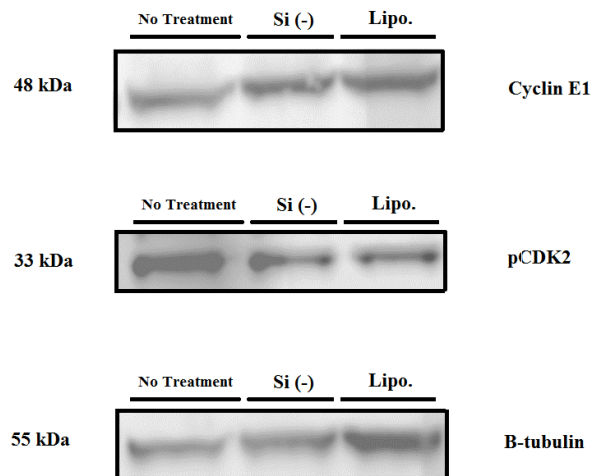 No Treatment Si (-) Lipo.
48 kDa Cyclin E1
No Treatment Si (-) Lipo.
33 kDa pCDK2
No Treatment Si (-) Lipo.
55 kDa B-tubulin